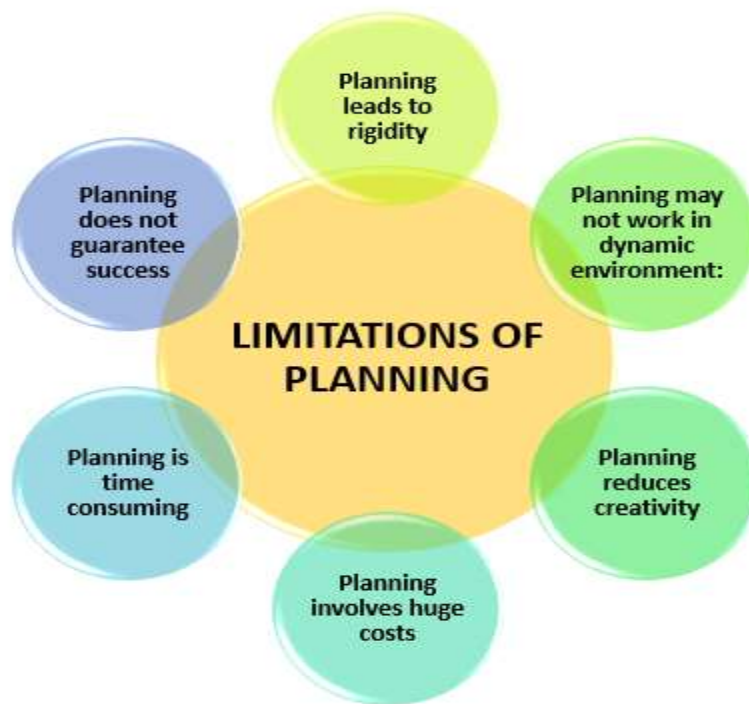 Planning
leads to
rigidity
Planning may
not work in
dynamic
environment:
Planning
reduces
creativity
Planning
involves huge
costs
Planning is
time
consuming
Planning
does not
guarantee
success
LIMITATIONS OF
PLANNING